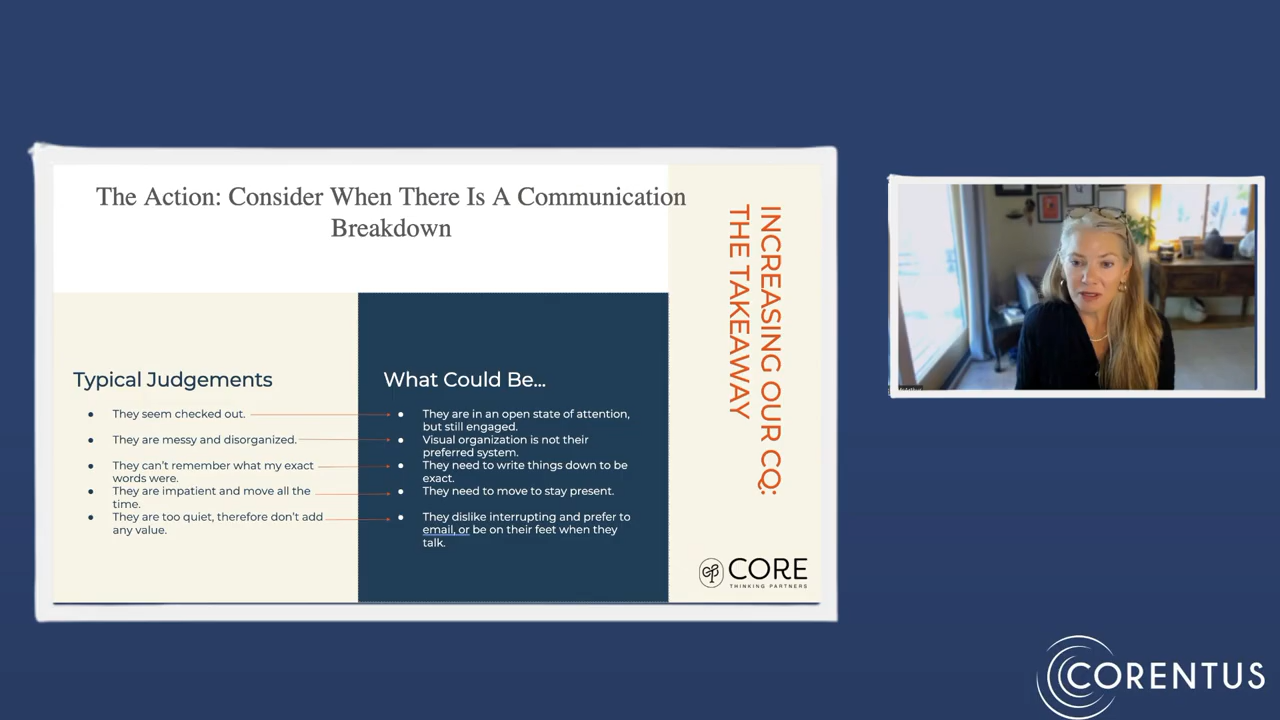 The Action: Consider When There Is A Communication
Breakdown
Typical Judgements
● They seem checked out.
● They are messy and disorganized.
● They can't remember what my exact
words were.
● They are impatient and move all the
time.
● They are too quiet, therefore don't add
any value.
What Could Be...
● They are in an open state of attention,
but still engaged.
● Visual organization is not their
preferred system.
● They need to write things down to be
exact.
● They need to move to stay present.
● They dislike interrupting and prefer to
email, or be on their feet when they
talk.
INCREASING OUR CQ:
THE TAKEAWAY
CORE
THINKING PARTNERS
CORENTUS